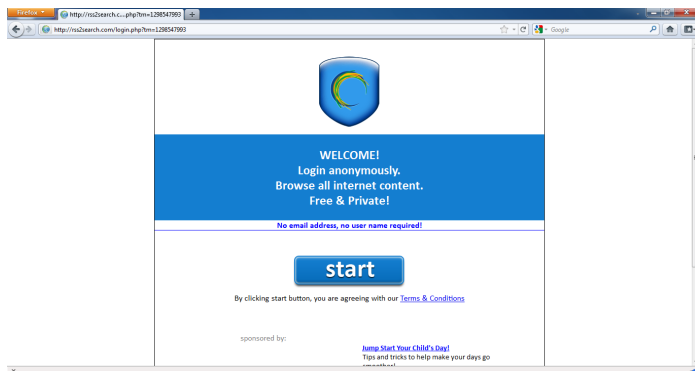 Firefox
http://rss2search.c....php?tm=1298547993
http://rss2search.com/login.php?tm=1298547993
Google
WELCOME!
Login anonymously.
Browse all internet content.
Free & Private!
No email address, no user name required!
start
By clicking start button, you are agreeing with our Terms & Conditions
sponsored by:
Jump Start Your Child's Day!
Tips and tricks to help make your days go
smoother!